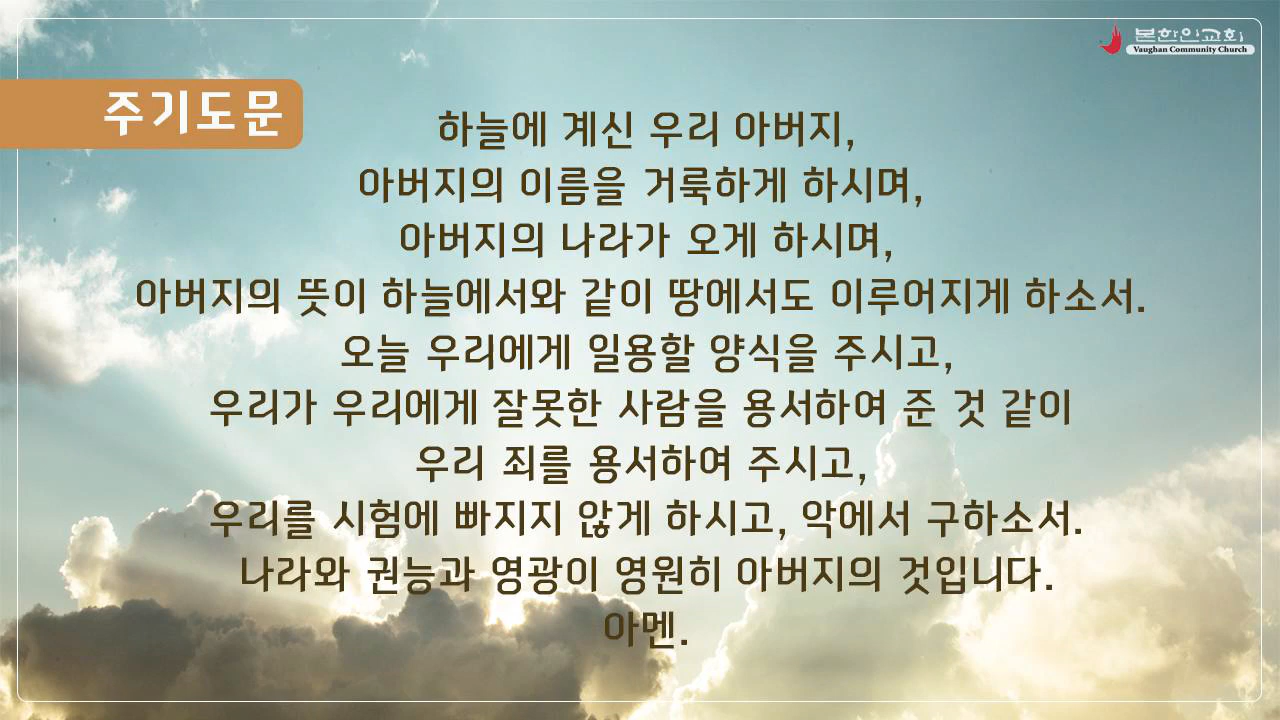 본한인교회
Vaughan Community Church
주기도문
하늘에 계신 우리 아버지,
아버지의 이름을 거룩하게 하시며,
아버지의 나라가 오게 하시며,
아버지의 뜻이 하늘에서와 같이 땅에서도 이루어지게 하소서.
오늘 우리에게 일용할 양식을 주시고,
우리가 우리에게 잘못한 사람을 용서하여 준 것 같이
우리 죄를 용서하여 주시고,
우리를 시험에 빠지지 않게 하시고, 악에서 구하소서.
나라와 권능과 영광이 영원히 아버지의 것입니다.
아멘.